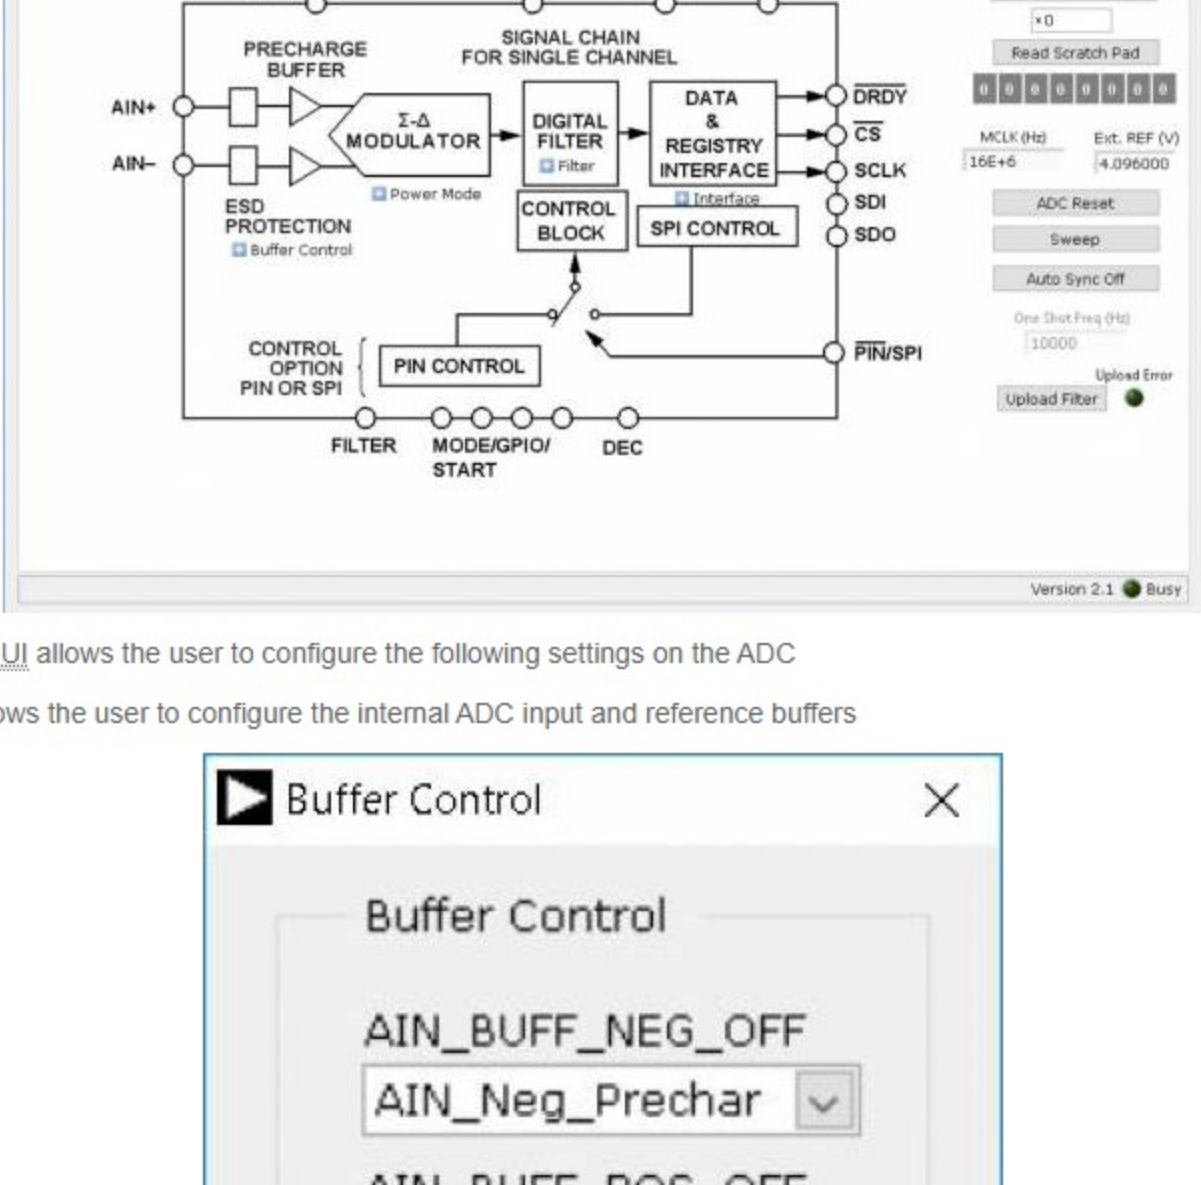 ×0
Read Scratch Pad
0 0 0 0 0 0 0 0
MCLK (Hz) Ext. REF (V)
16E+6 4.096000
ADC Reset
Sweep
Auto Sync Off
One Shot Freq (Hz)
10000
Upload Error
Upload Filter
SIGNAL CHAIN
FOR SINGLE CHANNEL
PRECHARGE
BUFFER
AIN+
AIN–
Σ-Δ
MODULATOR
Power Mode
DIGITAL
FILTER
Filter
DATA
&
REGISTRY
INTERFACE
Interface
DRDY
CS
SCLK
SDI
SDO
ESD
PROTECTION
Buffer Control
CONTROL
BLOCK
SPI CONTROL
CONTROL
OPTION
PIN OR SPI
PIN CONTROL
PIN/SPI
FILTER
MODE/GPIO/
START
DEC
Version 2.1 Busy
UI allows the user to configure the following settings on the ADC
ows the user to configure the internal ADC input and reference buffers
Buffer Control
Buffer Control
AIN_BUFF_NEG_OFF
AIN_Neg_Prechar
AIN_BUFF_POS_OFF